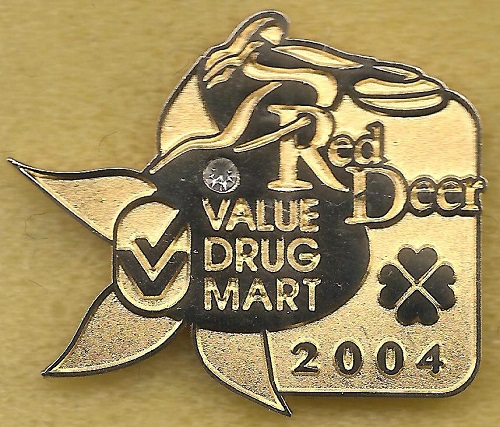 Red
Deer
VALUE
DRUG
MART
2004